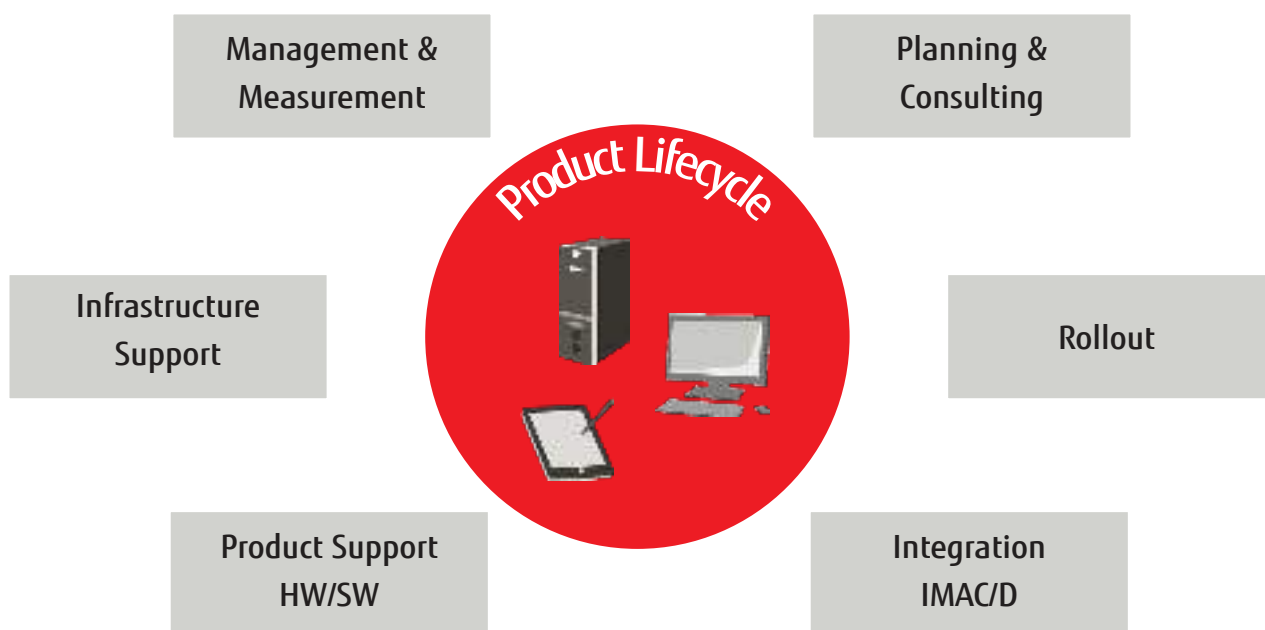 Management &
Measurement
Planning &
Consulting
Product Lifecycle
Infrastructure
Support
Rollout
Product Support
HW/SW
Integration
IMAC/D